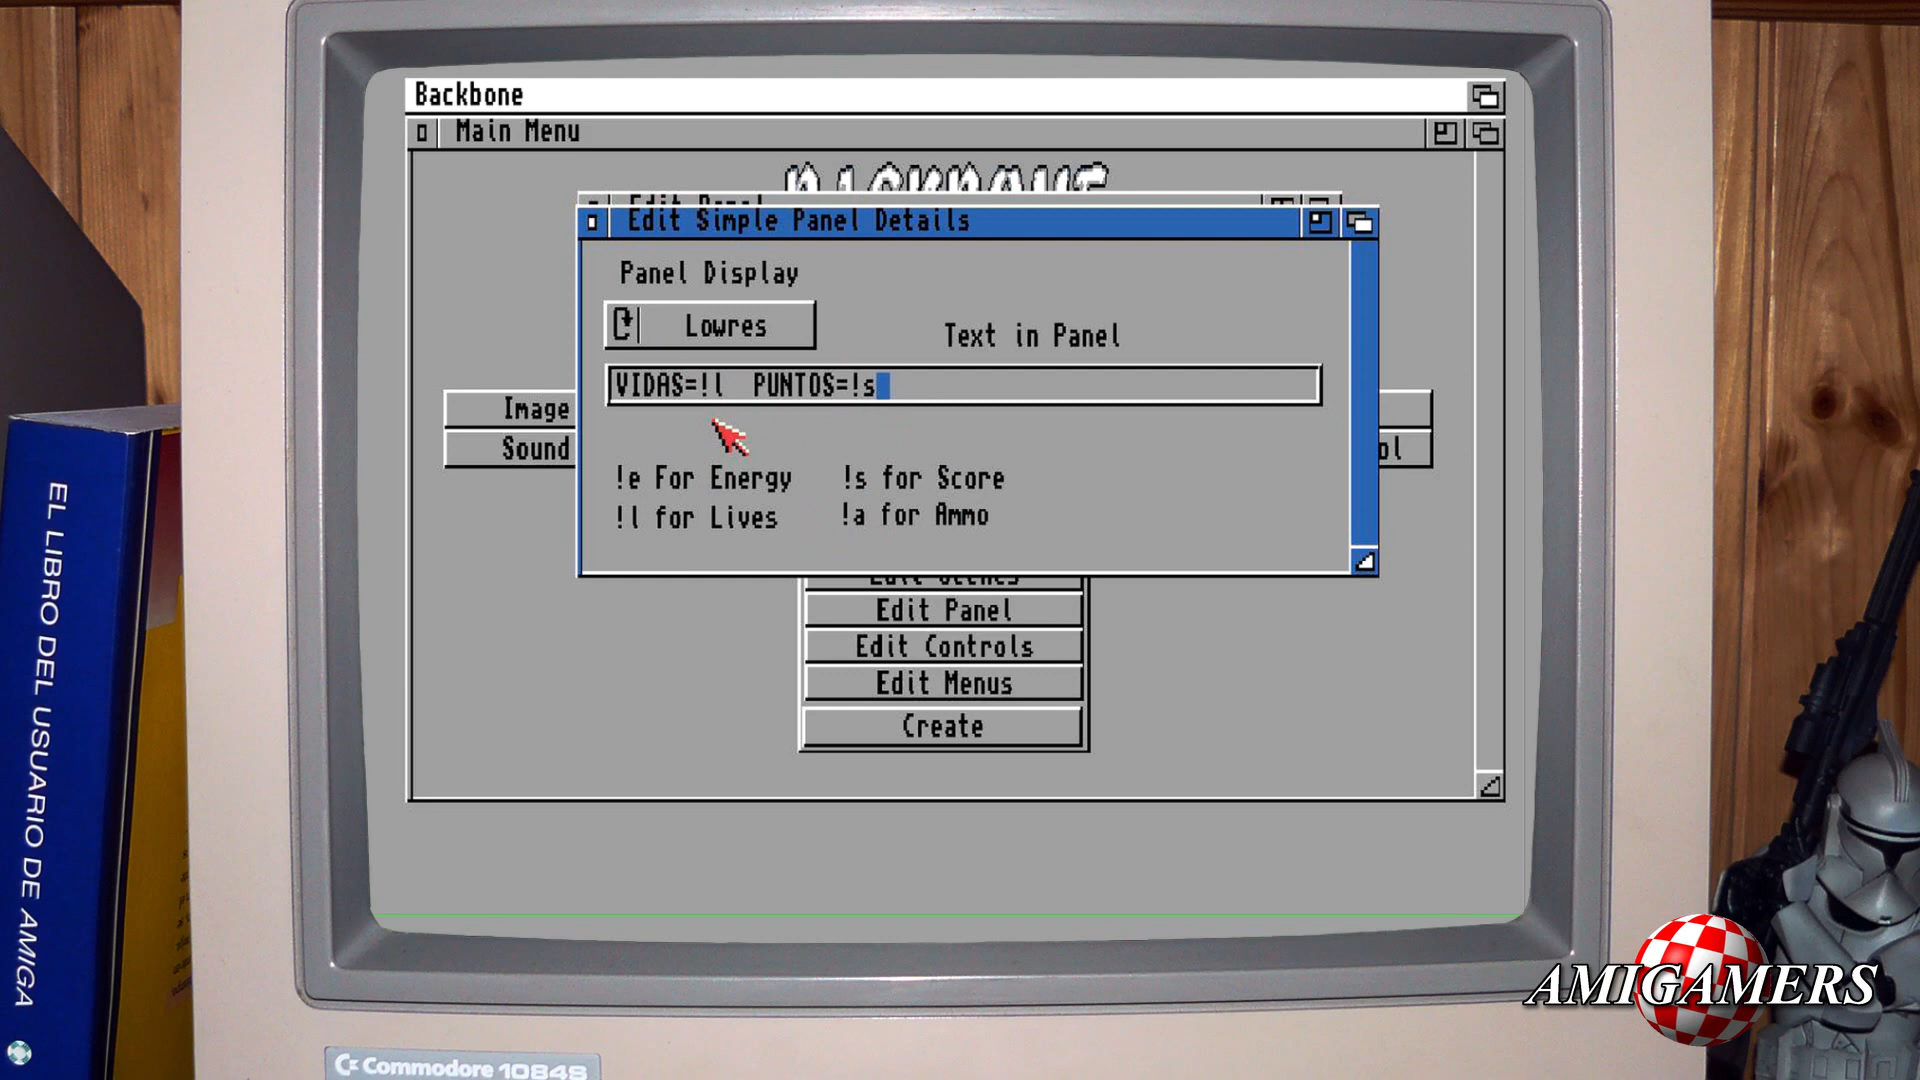 Backbone
Main Menu
Edit Panel
Edit Simple Panel Details
Panel Display
Lowres
Text in Panel
VIDAS=!l PUNTOS=!s
Image
Sound
!e For Energy !s for Score
!l for Lives !a for Ammo
Edit Panel
Edit Controls
Edit Menus
Create
EL LIBRO DEL USUARIO DE AMIGA
AMIGAMERS
Commodore 1084S